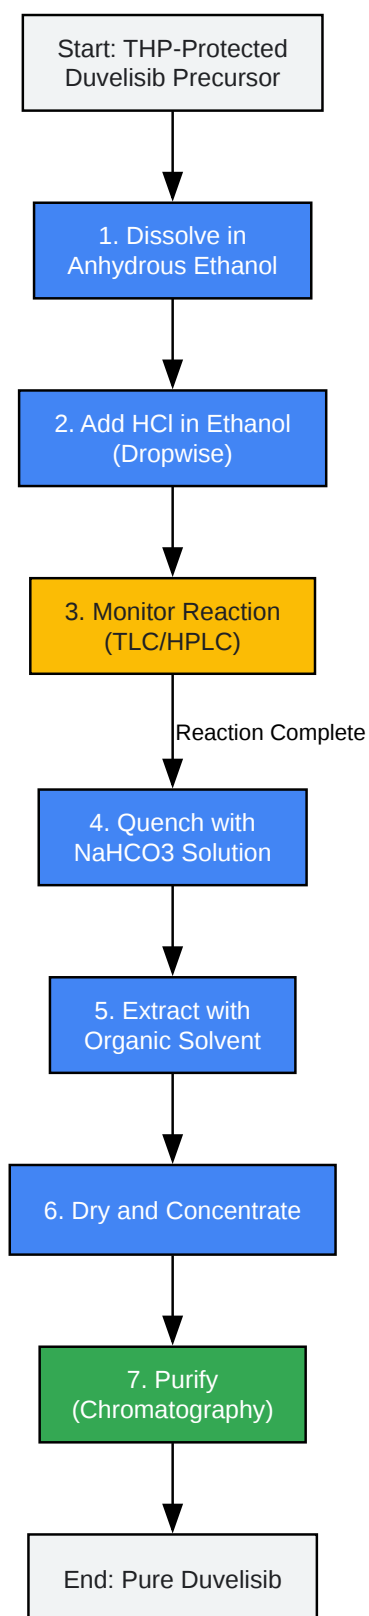 Start: THP-Protected
Duvelisib Precursor
1. Dissolve in
Anhydrous Ethanol
2. Add HCl in Ethanol
(Dropwise)
3. Monitor Reaction
(TLC/HPLC)
Reaction Complete
4. Quench with
NaHCO3 Solution
5. Extract with
Organic Solvent
6. Dry and Concentrate
7. Purify
(Chromatography)
End: Pure Duvelisib